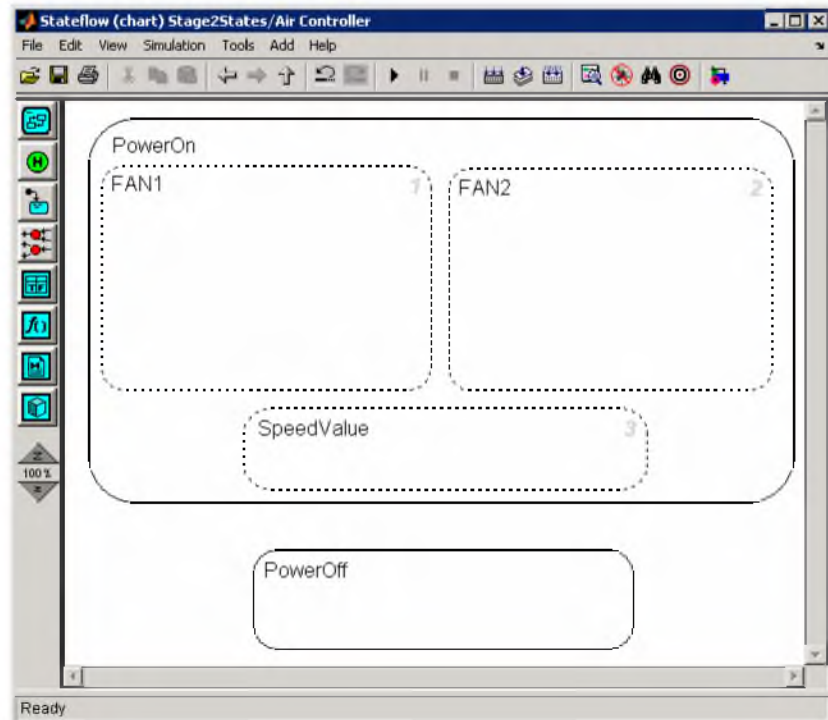 Stateflow (chart) Stage2States/Air Controller
File Edit View Simulation Tools Add Help
PowerOn
FAN1 1
FAN2 2
SpeedValue 3
100 %
PowerOff
Ready